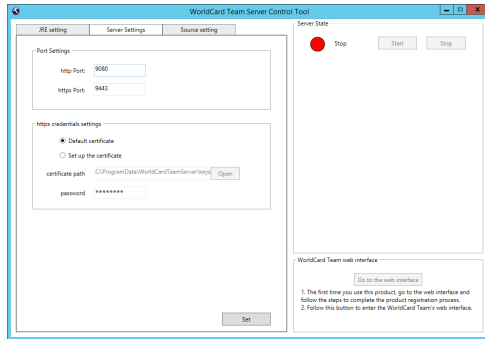 WorldCard Team Server Control Tool
JRE setting
Server Settings
Source setting
Port Settings
http Port:
9080
https Port:
9443
https credentials settings
Default certificate
Set up the certificate
certificate path
C:\ProgramData\WorldCardTeamServer\keys
Open
password
********
Set
Server State
Stop
Start
Stop
WorldCard Team web interface
Go to the web interface
1. The first time you use this product, go to the web interface and
follow the steps to complete the product registration process.
2. Follow this button to enter the WorldCard Team's web interface.